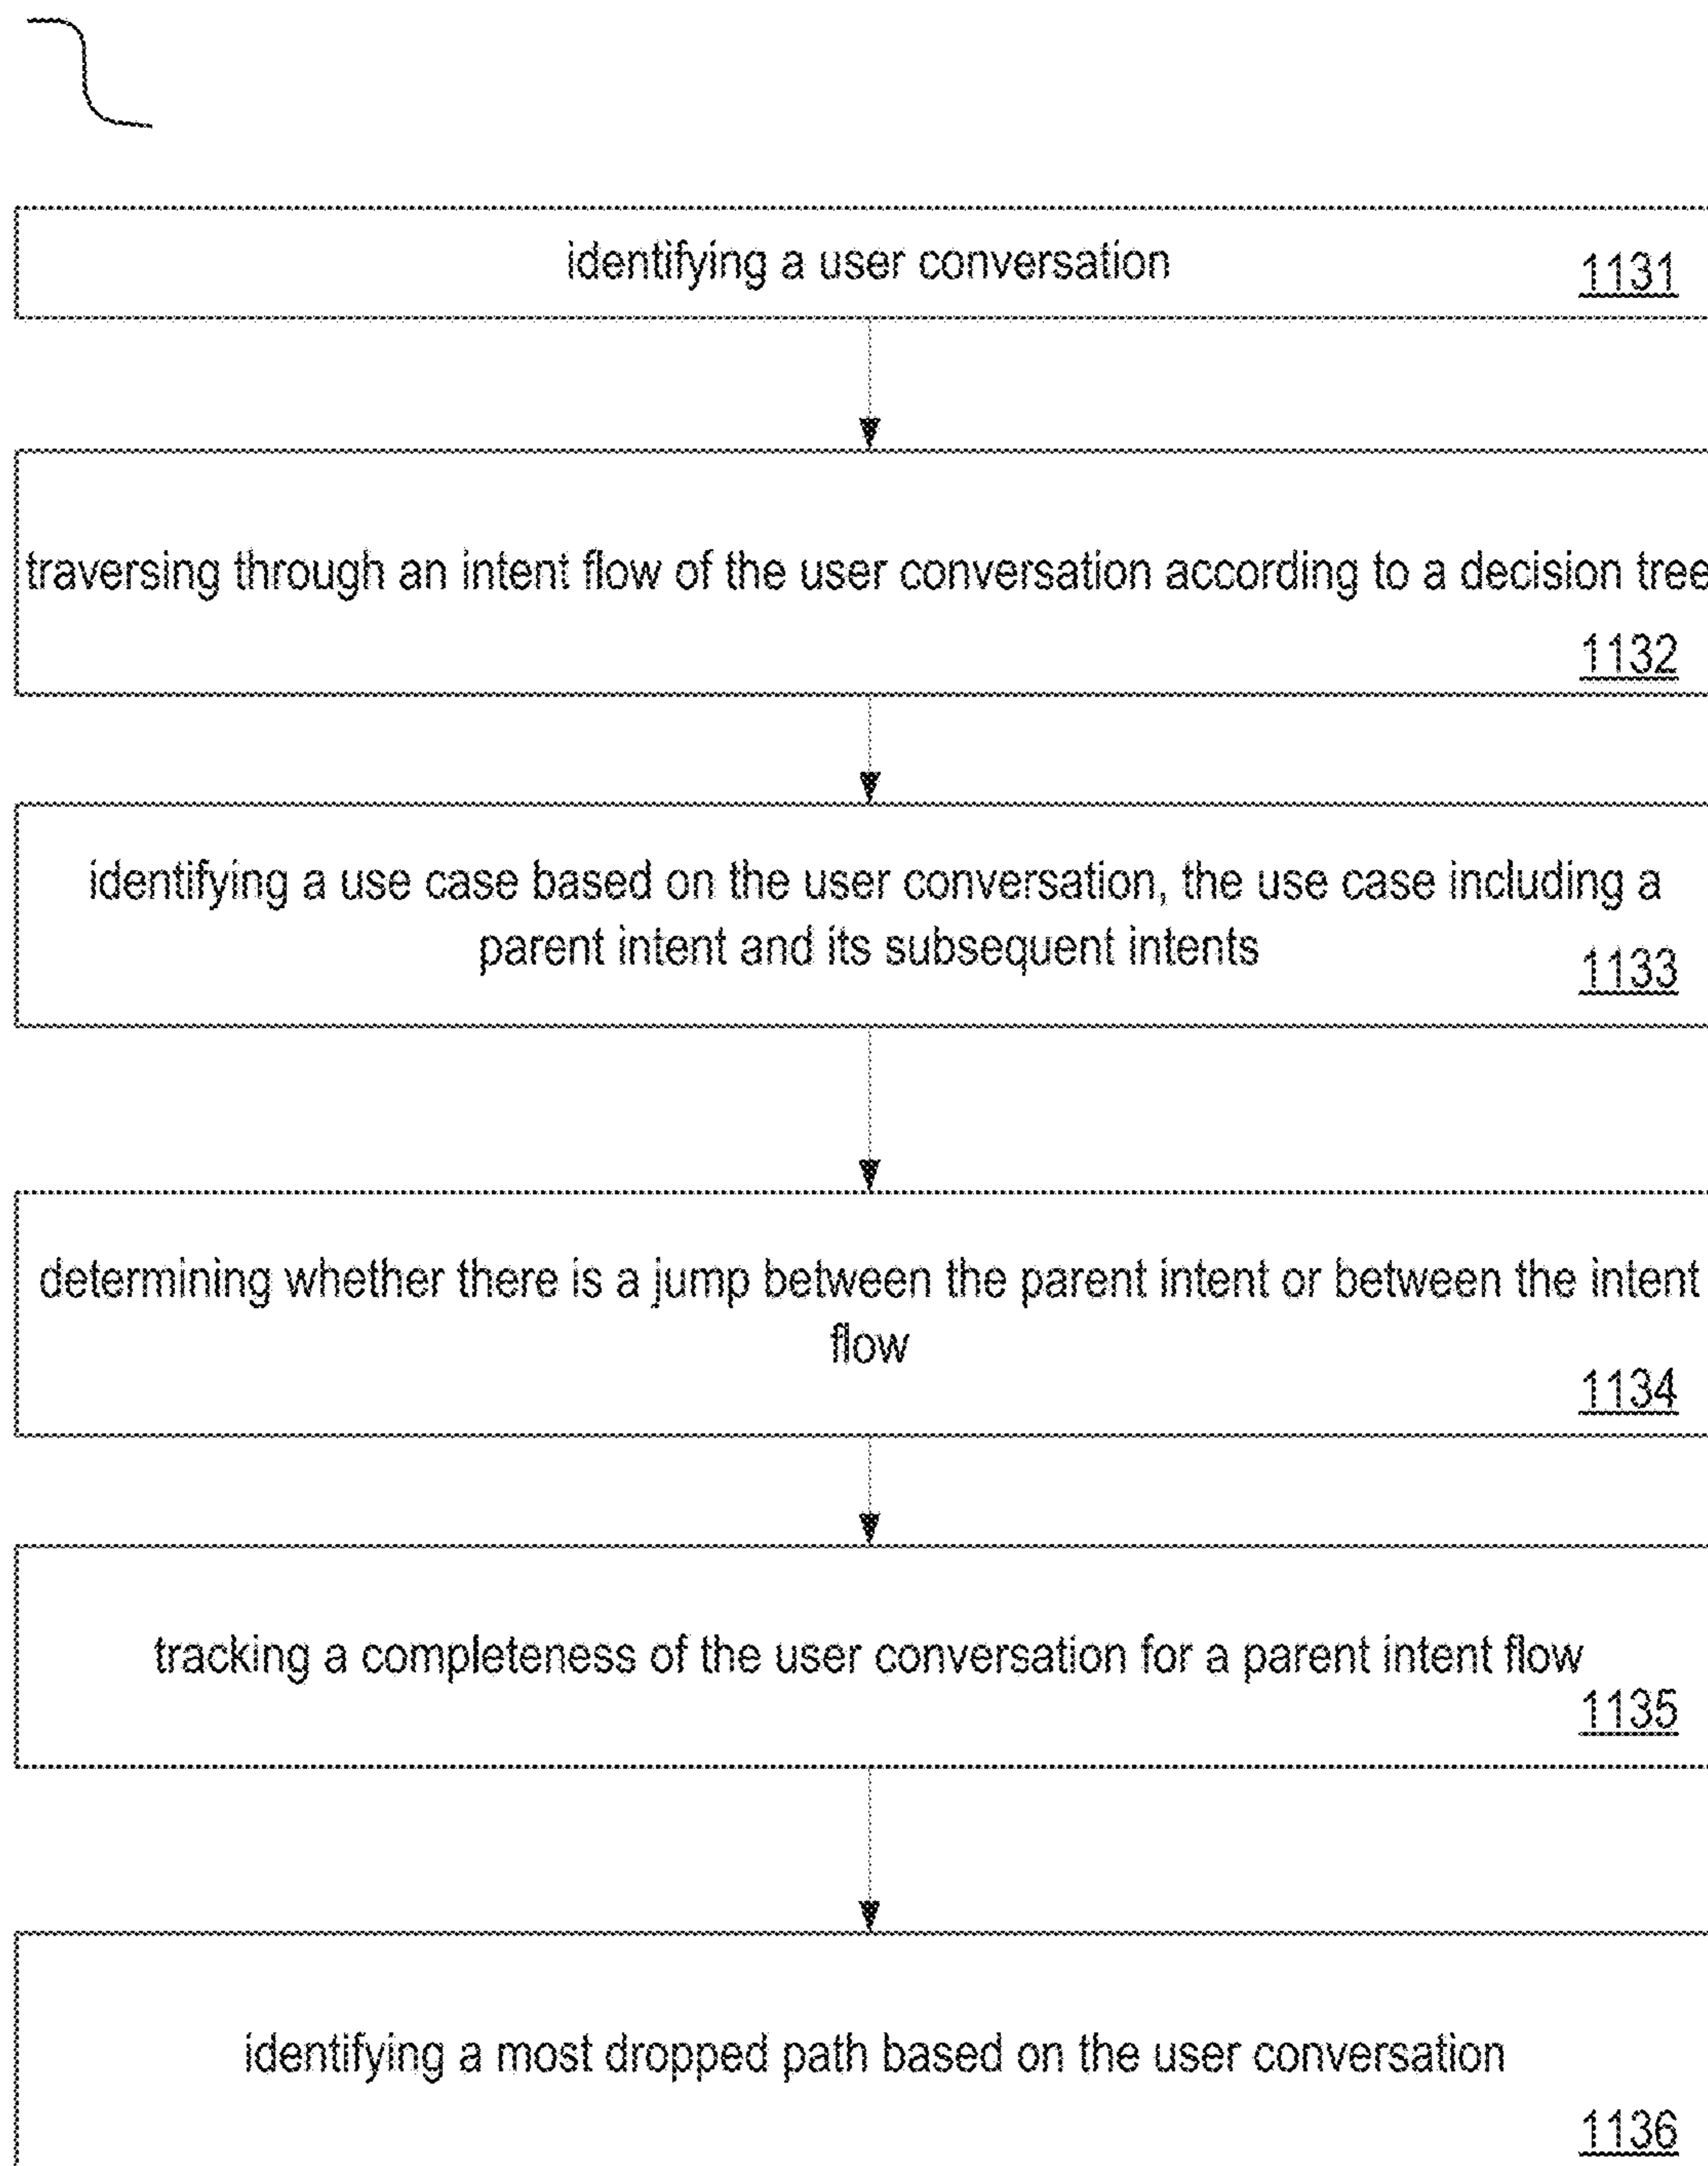 identifying a user conversation
1131
traversing through an intent flow of the user conversation according to a decision tree
1132
identifying a use case based on the user conversation, the use case including a
parent intent and its subsequent intents
1133
determining whether there is a jump between the parent intent or between the intent
flow
1134
tracking a completeness of the user conversation for a parent intent flow
1135
identifying a most dropped path based on the user conversation
1136